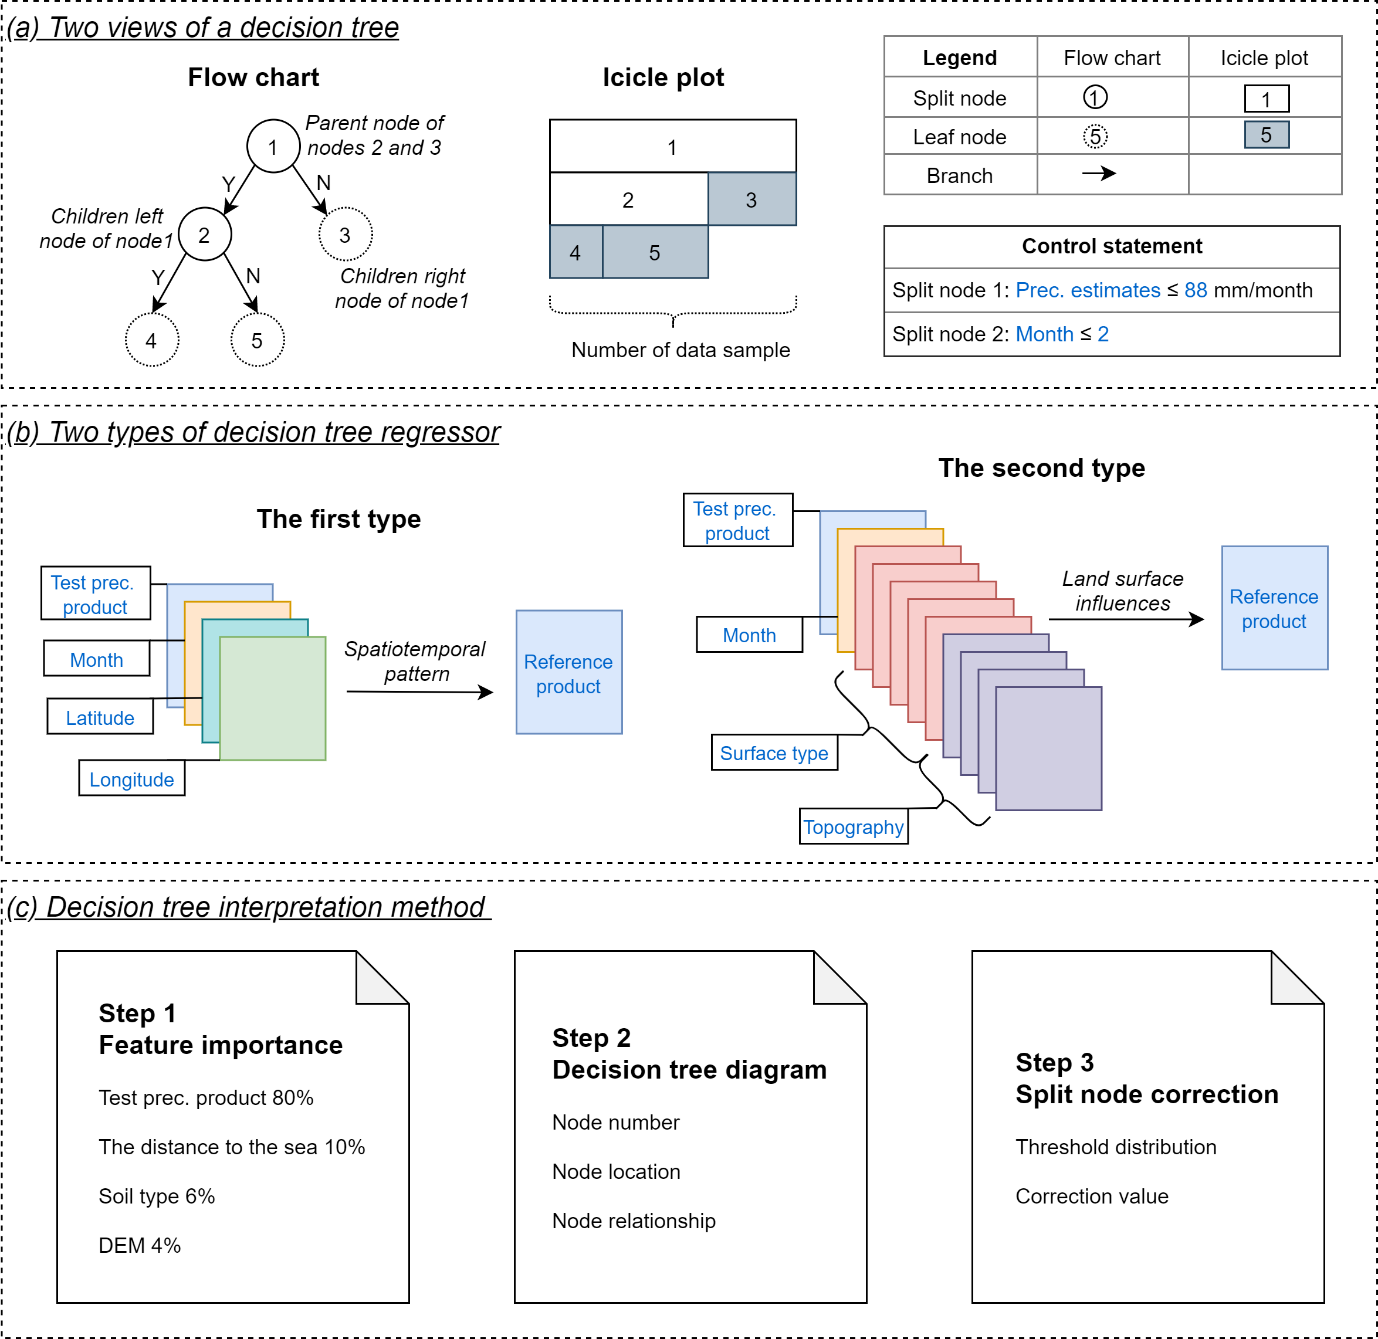 (a) Two views of a decision tree
Flow chart
1
Parent node of
nodes 2 and 3
Y
N
Children left
node of node1
2
3
Y
N
Children right
node of node1
4
5
Icicle plot
1
2
3
4
5
Number of data sample
Legend
Flow chart
Icicle plot
Split node
1
1
Leaf node
5
5
Branch
Control statement
Split node 1: Prec. estimates ≤ 88 mm/month
Split node 2: Month ≤ 2
(b) Two types of decision tree regressor
The first type
Test prec.
product
Month
Latitude
Longitude
Spatiotemporal
pattern
Reference
product
The second type
Test prec.
product
Month
Surface type
Topography
Land surface
influences
Reference
product
(c) Decision tree interpretation method
Step 1
Feature importance
Test prec. product 80%
The distance to the sea 10%
Soil type 6%
DEM 4%
Step 2
Decision tree diagram
Node number
Node location
Node relationship
Step 3
Split node correction
Threshold distribution
Correction value